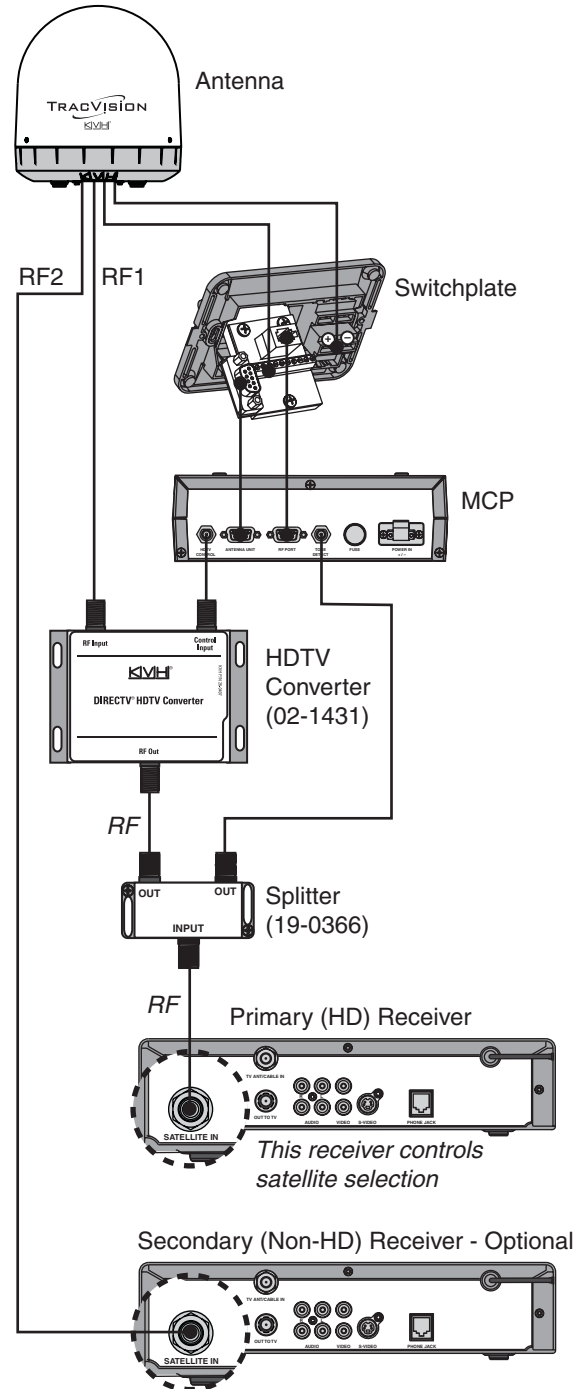 TRACVISION
KVH
KVH
Antenna
RF2
RF1
Switchplate
+
−
MCP
HDTV
CONTROL
ANTENNA UNIT
RF PORT
TONE
DETECT
FUSE
POWER IN
+ / −
RF Input
Control
Input
KVH®
DIRECTV® HDTV Converter
RF Out
HDTV
Converter
(02-1431)
RF
OUT
OUT
INPUT
Splitter
(19-0366)
RF
Primary (HD) Receiver
TV ANT/CABLE IN
OUT TO TV
R
L
AUDIO
VIDEO
S-VIDEO
PHONE JACK
SATELLITE IN
This receiver controls
satellite selection
Secondary (Non-HD) Receiver - Optional
TV ANT/CABLE IN
OUT TO TV
R
L
AUDIO
VIDEO
S-VIDEO
PHONE JACK
SATELLITE IN